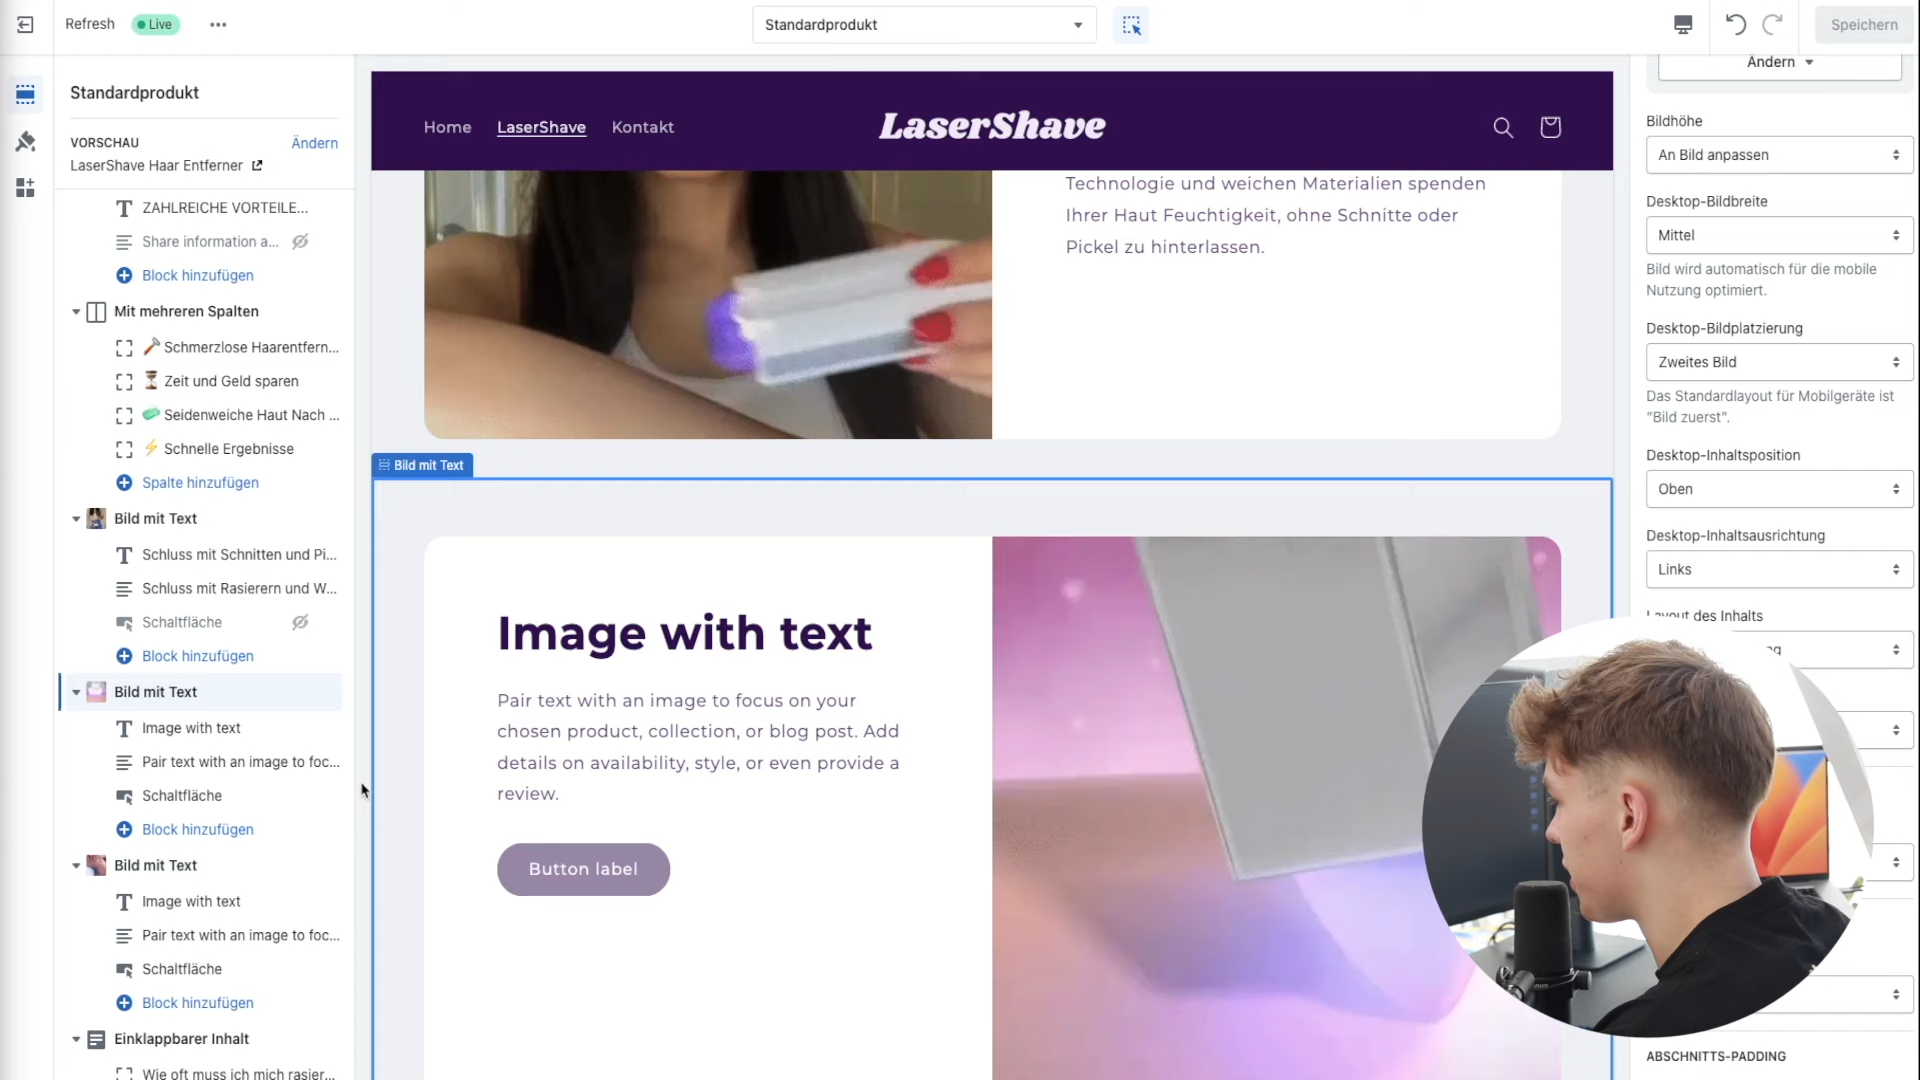 Refresh
Live
Standardprodukt
Speichern
Standardprodukt
VORSCHAU
Ändern
LaserShave Haar Entferner
ZAHLREICHE VORTEILE...
Share information a...
Block hinzufügen
Mit mehreren Spalten
Schmerzlose Haarentfern...
Zeit und Geld sparen
Seidenweiche Haut Nach ...
Schnelle Ergebnisse
Spalte hinzufügen
Bild mit Text
Schluss mit Schnitten und Pi...
Schluss mit Rasierern und W...
Schaltfläche
Block hinzufügen
Bild mit Text
Image with text
Pair text with an image to foc...
Schaltfläche
Block hinzufügen
Bild mit Text
Image with text
Pair text with an image to foc...
Schaltfläche
Block hinzufügen
Einklappbarer Inhalt
Wie oft muss ich mich rasier...
Home
LaserShave
Kontakt
LaserShave
Technologie und weichen Materialien spenden
Ihrer Haut Feuchtigkeit, ohne Schnitte oder
Pickel zu hinterlassen.
Bild mit Text
Image with text
Pair text with an image to focus on your
chosen product, collection, or blog post. Add
details on availability, style, or even provide a
review.
Button label
Ändern
Bildhöhe
An Bild anpassen
Desktop-Bildbreite
Mittel
Bild wird automatisch für die mobile
Nutzung optimiert.
Desktop-Bildplatzierung
Zweites Bild
Das Standardlayout für Mobilgeräte ist
"Bild zuerst".
Desktop-Inhaltsposition
Oben
Desktop-Inhaltsausrichtung
Links
Layout des Inhalts
ABSCHNITTS-PADDING